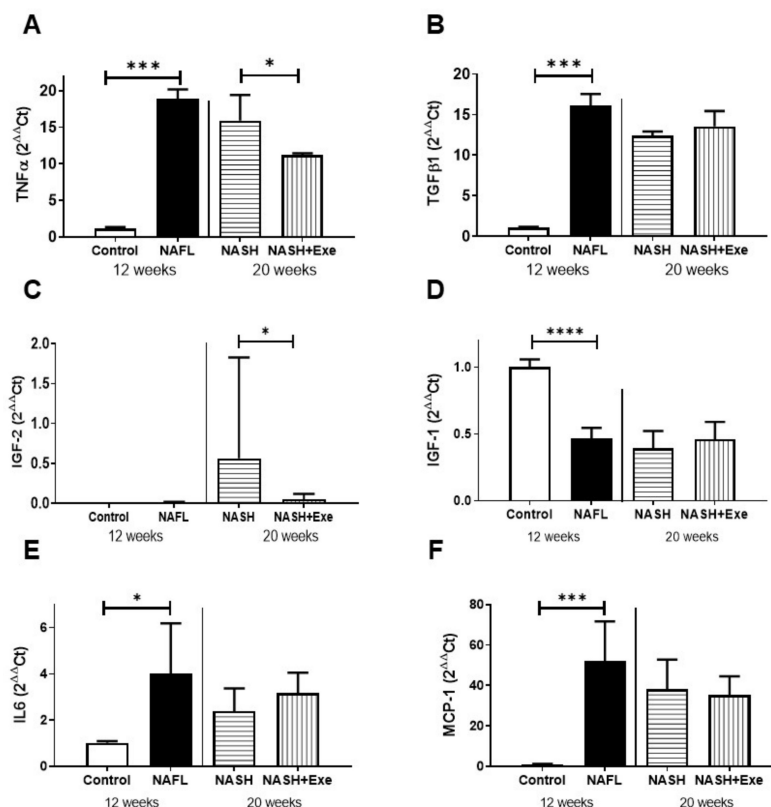 A
TNFα (2^ΔΔCt)
20
15
10
5
0
***
*
Control NAFL NASH NASH+Exe
12 weeks 20 weeks
B
TGFβ1 (2^ΔΔCt)
20
15
10
5
0
***
Control NAFL NASH NASH+Exe
12 weeks 20 weeks
C
IGF-2 (2^ΔΔCt)
2.0
1.5
1.0
0.5
0.0
*
Control NAFL NASH NASH+Exe
12 weeks 20 weeks
D
IGF-1 (2^ΔΔCt)
1.0
0.5
0.0
****
Control NAFL NASH NASH+Exe
12 weeks 20 weeks
E
IL6 (2^ΔΔCt)
6
4
2
0
*
Control NAFL NASH NASH+Exe
12 weeks 20 weeks
F
MCP-1 (2^ΔΔCt)
80
60
40
20
0
***
Control NAFL NASH NASH+Exe
12 weeks 20 weeks